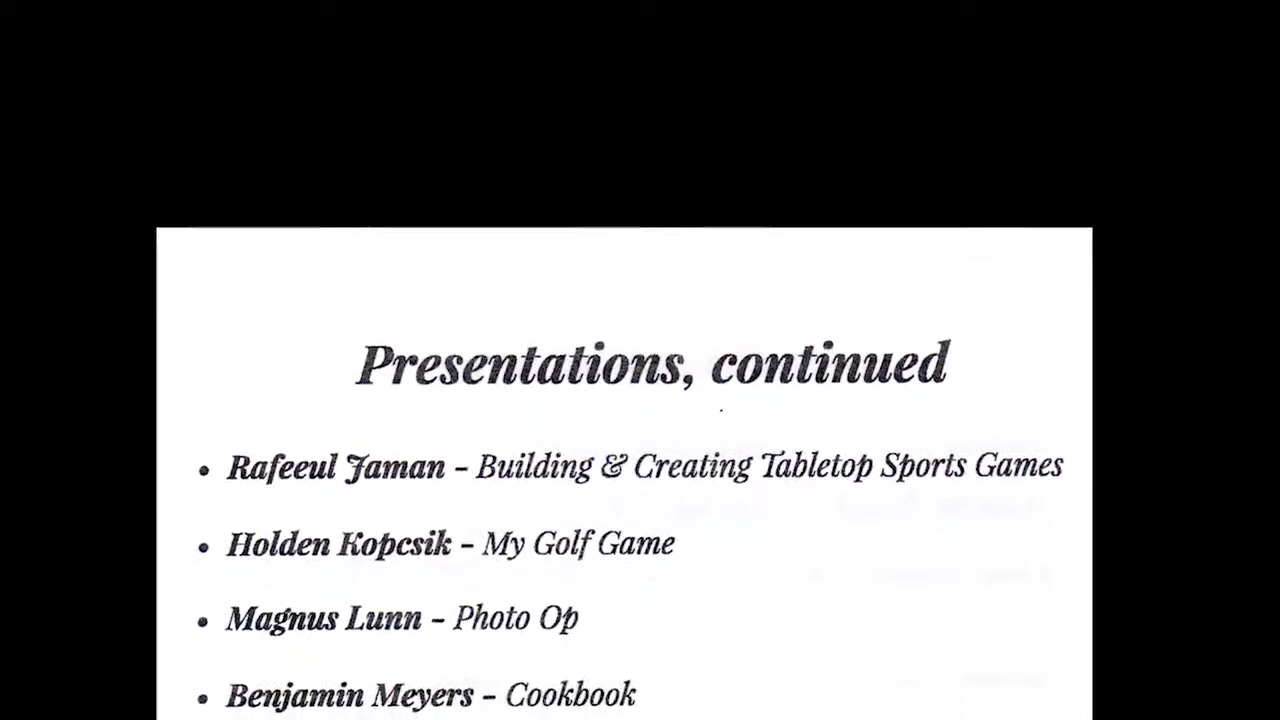 Presentations, continued
• Rafeeul Jaman - Building & Creating Tabletop Sports Games
• Holden Kopcsik - My Golf Game
• Magnus Lunn - Photo Op
• Benjamin Meyers - Cookbook